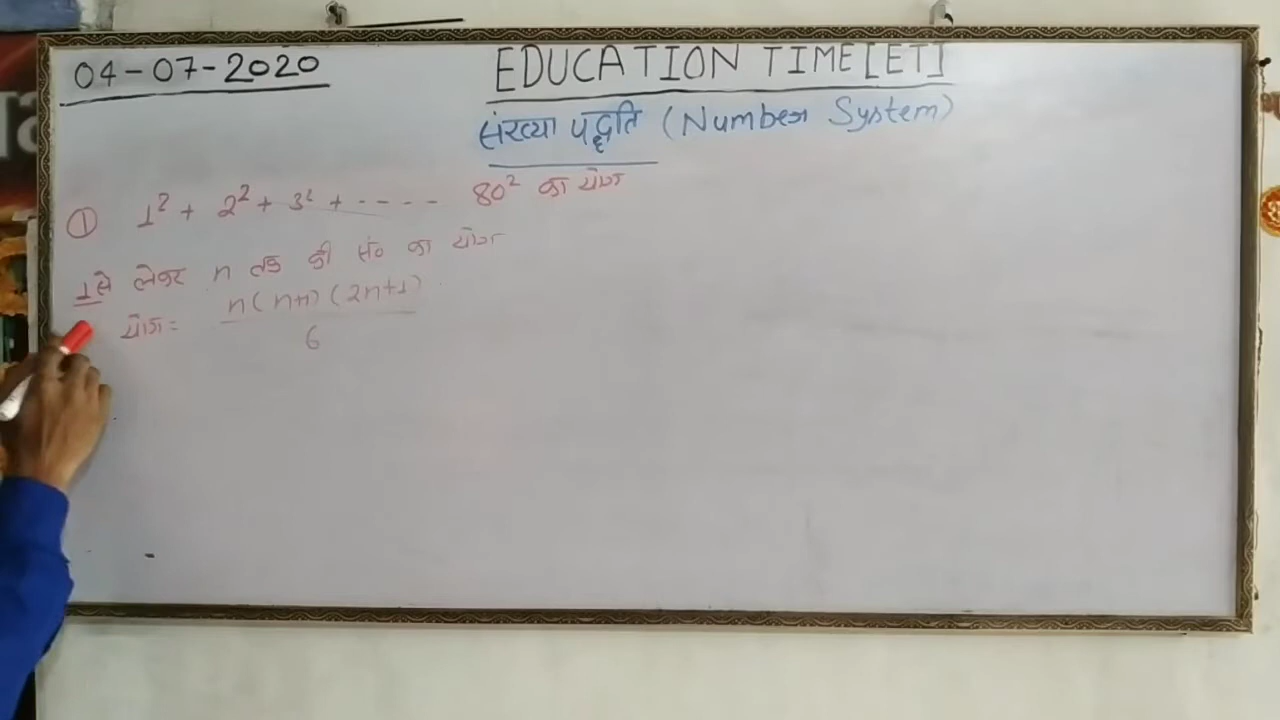 04-07-2020
EDUCATION TIME[ET]
संख्या पद्धति (Number System)
① 1² + 2² + 3² + ---- 80² का योग
1से लेकर n तक की सं० का योग
योग = n(n+1)(2n+1)
6